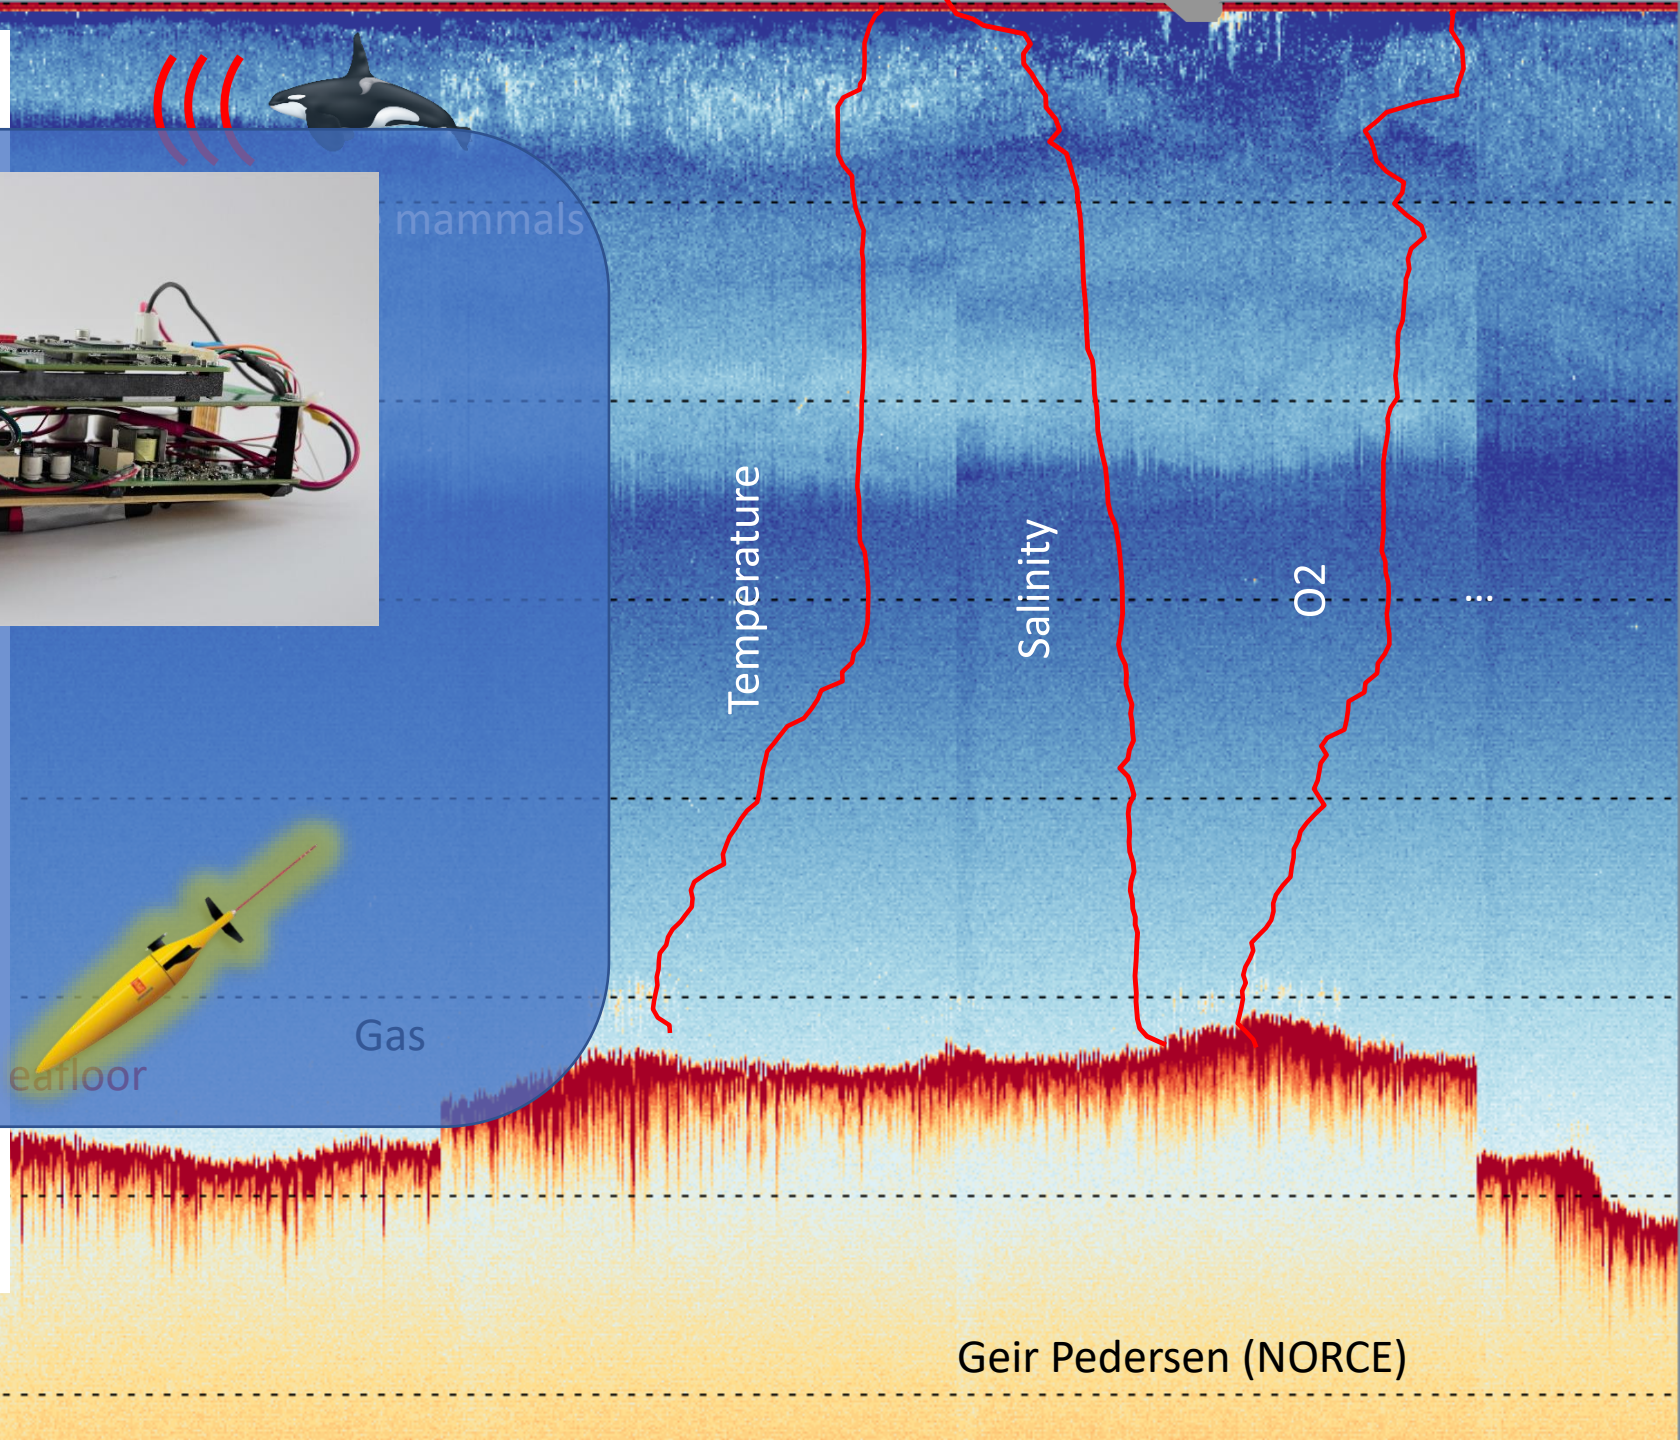 mammals
Temperature
Salinity
O2
...
Gas
eafloor
Geir Pedersen (NORCE)